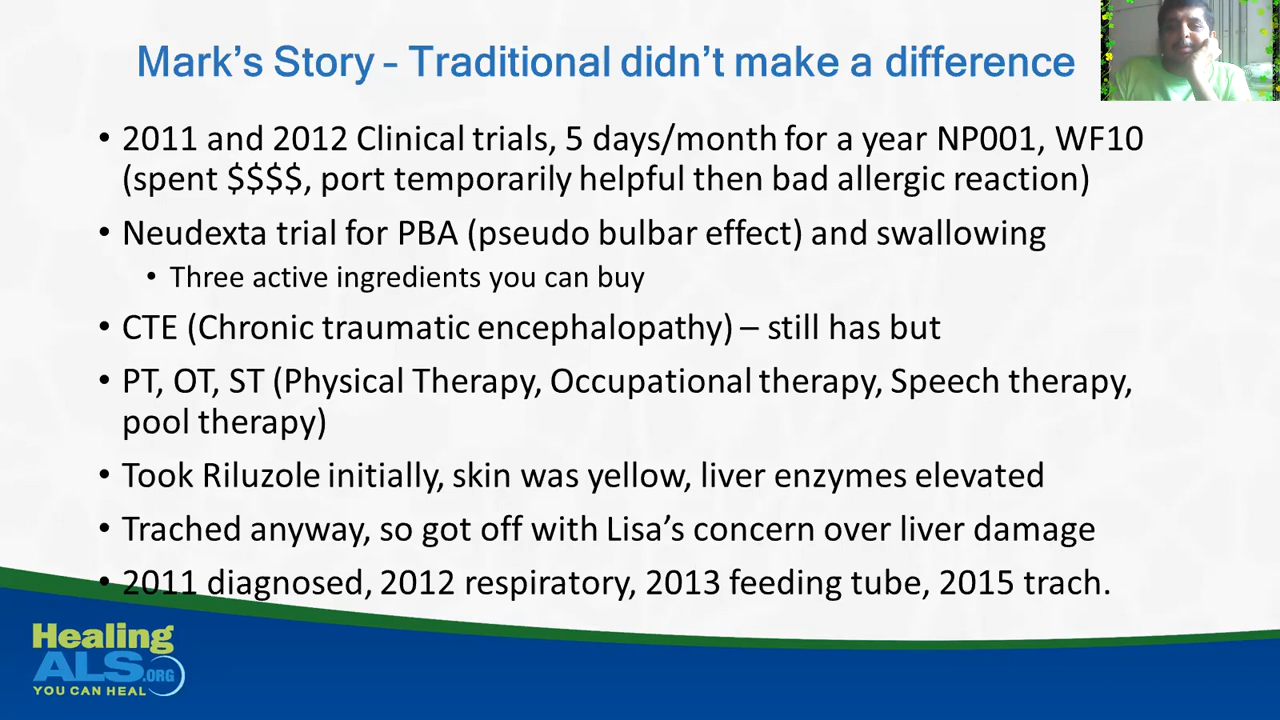 Mark's Story – Traditional didn't make a difference
• 2011 and 2012 Clinical trials, 5 days/month for a year NP001, WF10
(spent $$$$, port temporarily helpful then bad allergic reaction)
• Neudexta trial for PBA (pseudo bulbar effect) and swallowing
• Three active ingredients you can buy
• CTE (Chronic traumatic encephalopathy) – still has but
• PT, OT, ST (Physical Therapy, Occupational therapy, Speech therapy,
pool therapy)
• Took Riluzole initially, skin was yellow, liver enzymes elevated
• Trached anyway, so got off with Lisa's concern over liver damage
• 2011 diagnosed, 2012 respiratory, 2013 feeding tube, 2015 trach.
Healing
ALS.ORG
YOU CAN HEAL